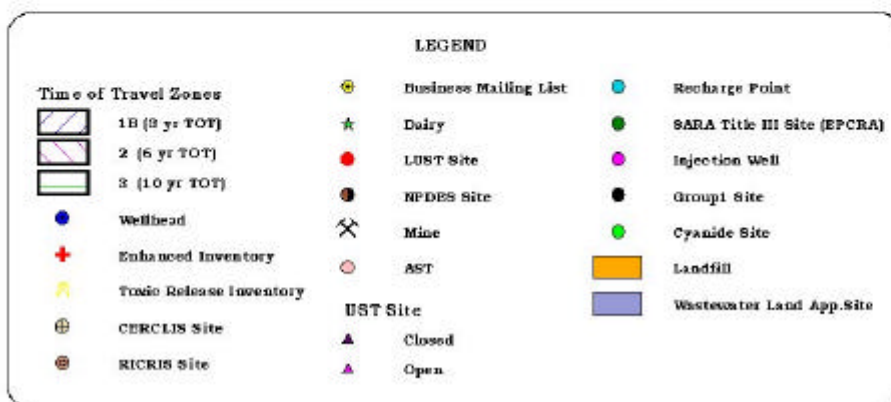 LEGEND
Time of Travel Zones
1B (3 yr TOT)
2 (6 yr TOT)
3 (10 yr TOT)
Wellhead
Enhanced Inventory
Toxic Release Inventory
CERCLIS Site
RICRIS Site
Business Mailing List
Dairy
LUST Site
NPDES Site
Mine
AST
UST Site
Closed
Open
Recharge Point
SARA Title III Site (EPCRA)
Injection Well
Group1 Site
Cyanide Site
Landfill
Wastewater Land App.Site